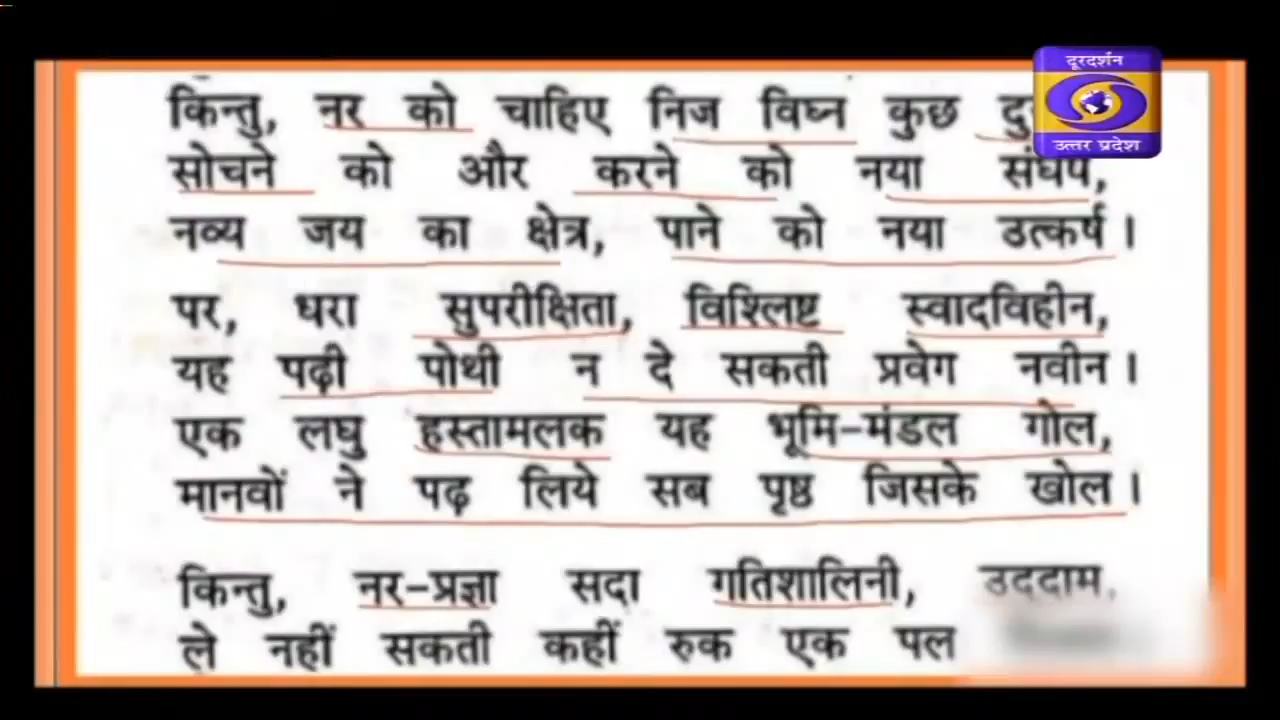 दूरदर्शन
उत्तर प्रदेश
किन्तु, नर को चाहिए निज विघ्न कुछ
सोचने को और करने को नया संघर्ष,
नव्य जय का क्षेत्र, पाने को नया उत्कर्ष।
पर, धरा सुपरीक्षिता, विश्लिष्ट स्वादविहीन,
यह पढ़ी पोथी न दे सकती प्रवेग नवीन।
एक लघु हस्तामलक यह भूमि-मंडल गोल,
मानवों ने पढ़ लिये सब पृष्ठ जिसके खोल।
किन्तु, नर-प्रज्ञा सदा गतिशालिनी, उद्दाम,
ले नहीं सकती कहीं रुक एक पल